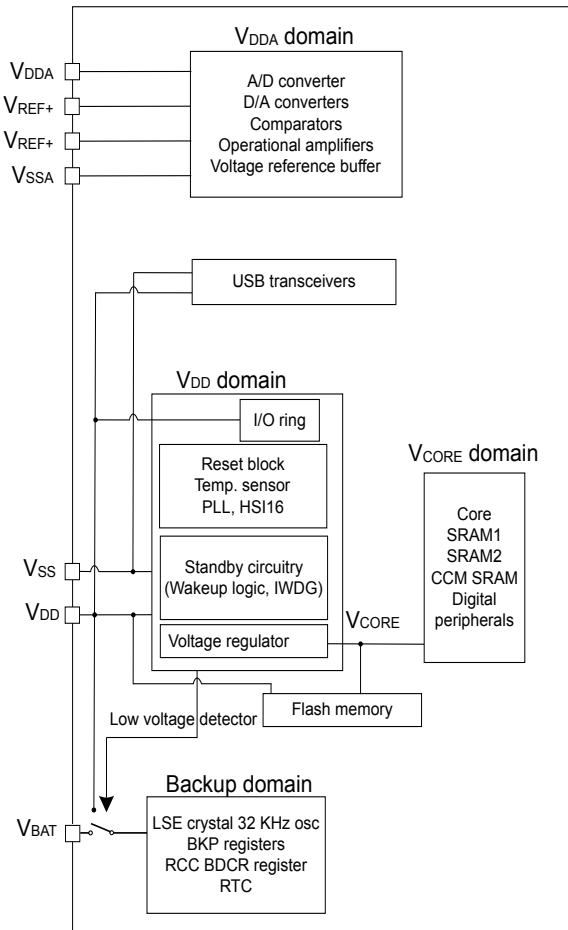 VDDA domain
VDDA
VREF+
VREF+
VSSA
A/D converter
D/A converters
Comparators
Operational amplifiers
Voltage reference buffer
USB transceivers
VDD domain
I/O ring
Reset block
Temp. sensor
PLL, HSI16
VCORE domain
Core
SRAM1
SRAM2
CCM SRAM
Digital
peripherals
VSS
VDD
Standby circuitry
(Wakeup logic, IWDG)
VCORE
Voltage regulator
Flash memory
Low voltage detector
Backup domain
VBAT
LSE crystal 32 KHz osc
BKP registers
RCC BDCR register
RTC